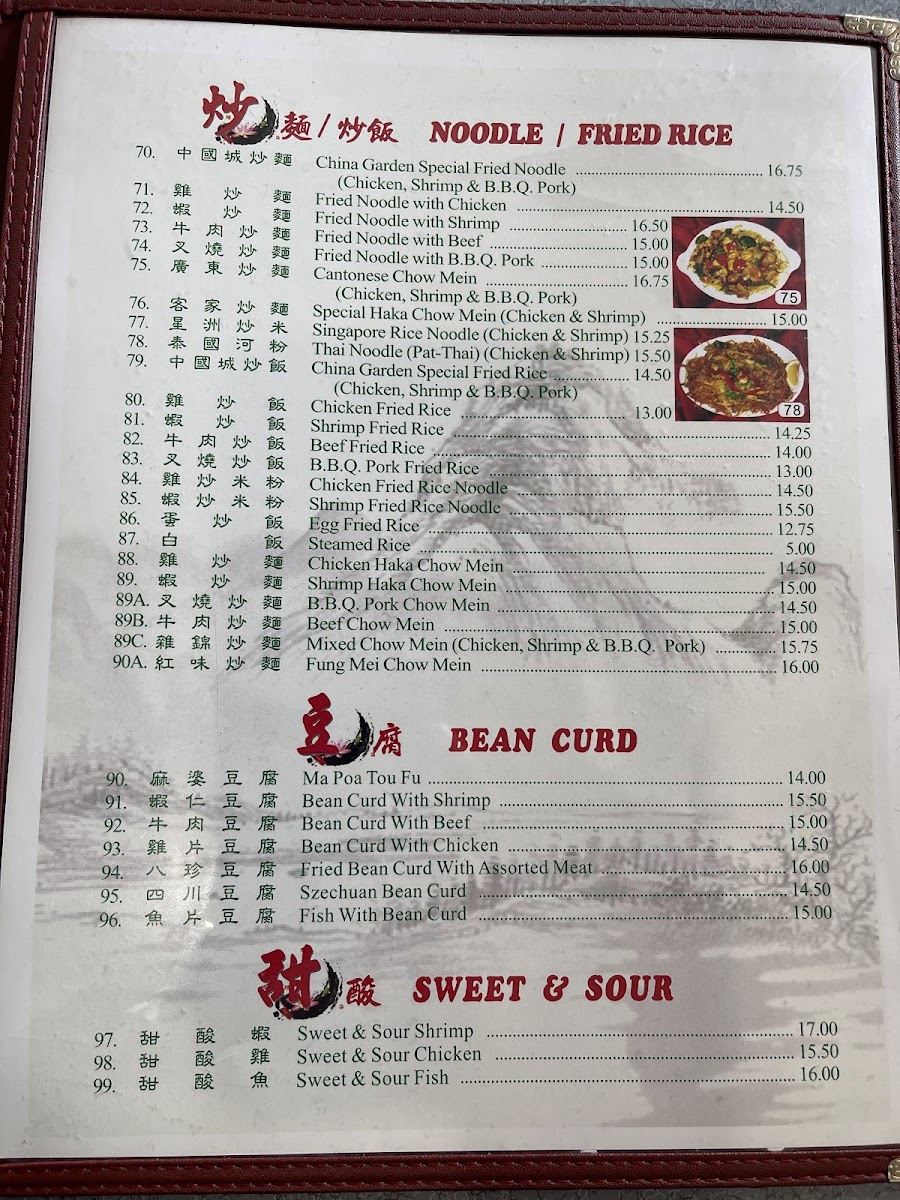 炒麵 / 炒飯 NOODLE / FRIED RICE
70. 中國城炒麵 China Garden Special Fried Noodle 16.75
(Chicken, Shrimp & B.B.Q. Pork)
71. 雞炒麵 Fried Noodle with Chicken 14.50
72. 蝦炒麵 Fried Noodle with Shrimp 16.50
73. 牛肉炒麵 Fried Noodle with Beef 15.00
74. 叉燒炒麵 Fried Noodle with B.B.Q. Pork 15.00
75. 廣東炒麵 Cantonese Chow Mein 16.75
(Chicken, Shrimp & B.B.Q. Pork)
75
76. 客家炒麵 Special Haka Chow Mein (Chicken & Shrimp) 15.00
77. 星洲炒米 Singapore Rice Noodle (Chicken & Shrimp) 15.25
78. 泰國河粉 Thai Noodle (Pat-Thai) (Chicken & Shrimp) 15.50
79. 中國城炒飯 China Garden Special Fried Rice 14.50
(Chicken, Shrimp & B.B.Q. Pork)
78
80. 雞炒飯 Chicken Fried Rice 13.00
81. 蝦炒飯 Shrimp Fried Rice 14.25
82. 牛肉炒飯 Beef Fried Rice 14.00
83. 叉燒炒飯 B.B.Q. Pork Fried Rice 13.00
84. 雞炒米粉 Chicken Fried Rice Noodle 14.50
85. 蝦炒米粉 Shrimp Fried Rice Noodle 15.50
86. 蛋炒飯 Egg Fried Rice 12.75
87. 白飯 Steamed Rice 5.00
88. 雞炒麵 Chicken Haka Chow Mein 14.50
89. 蝦炒麵 Shrimp Haka Chow Mein 15.00
89A. 叉燒炒麵 B.B.Q. Pork Chow Mein 14.50
89B. 牛肉炒麵 Beef Chow Mein 15.00
89C. 雜錦炒麵 Mixed Chow Mein (Chicken, Shrimp & B.B.Q. Pork) 15.75
90A. 紅味炒麵 Fung Mei Chow Mein 16.00
豆腐 BEAN CURD
90. 麻婆豆腐 Ma Poa Tou Fu 14.00
91. 蝦仁豆腐 Bean Curd With Shrimp 15.50
92. 牛肉豆腐 Bean Curd With Beef 15.00
93. 雞片豆腐 Bean Curd With Chicken 14.50
94. 八珍豆腐 Fried Bean Curd With Assorted Meat 16.00
95. 四川豆腐 Szechuan Bean Curd 14.50
96. 魚片豆腐 Fish With Bean Curd 15.00
甜酸 SWEET & SOUR
97. 甜酸蝦 Sweet & Sour Shrimp 17.00
98. 甜酸雞 Sweet & Sour Chicken 15.50
99. 甜酸魚 Sweet & Sour Fish 16.00